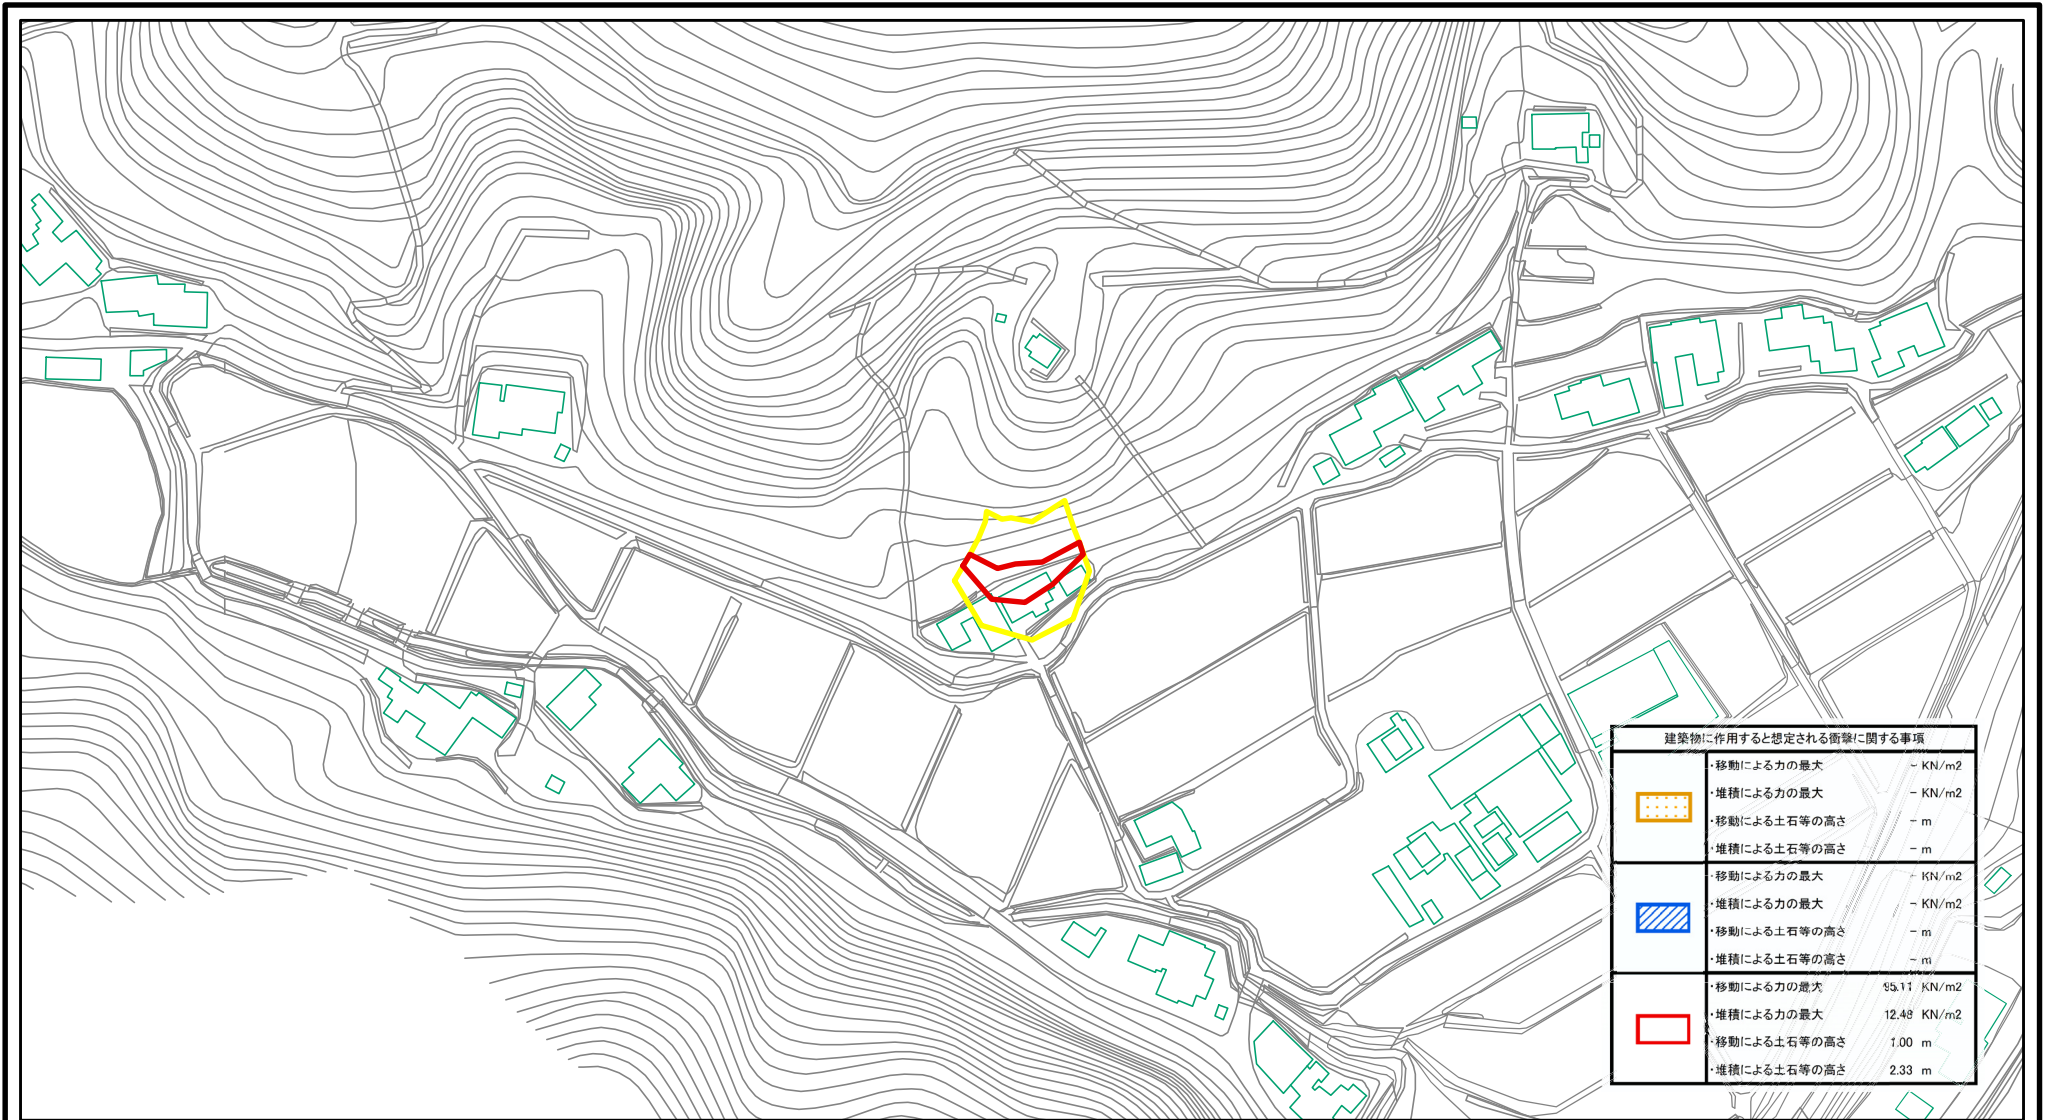 建築物に作用すると想定される衝撃に関する事項
・移動による力の最大 - KN/m2
・堆積による力の最大 - KN/m2
・移動による土石等の高さ - m
・堆積による土石等の高さ - m
・移動による力の最大 - KN/m2
・堆積による力の最大 - KN/m2
・移動による土石等の高さ - m
・堆積による土石等の高さ - m
・移動による力の最大 KN/m2
・堆積による力の最大 12.48 KN/m2
・移動による土石等の高さ 1.00 m
・堆積による土石等の高さ 2.33 m